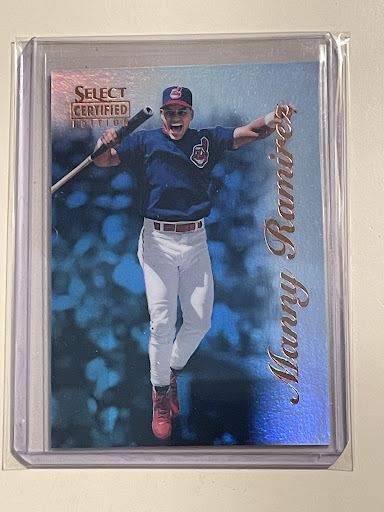 SELECT
CERTIFIED
EDITION
Manny Ramirez